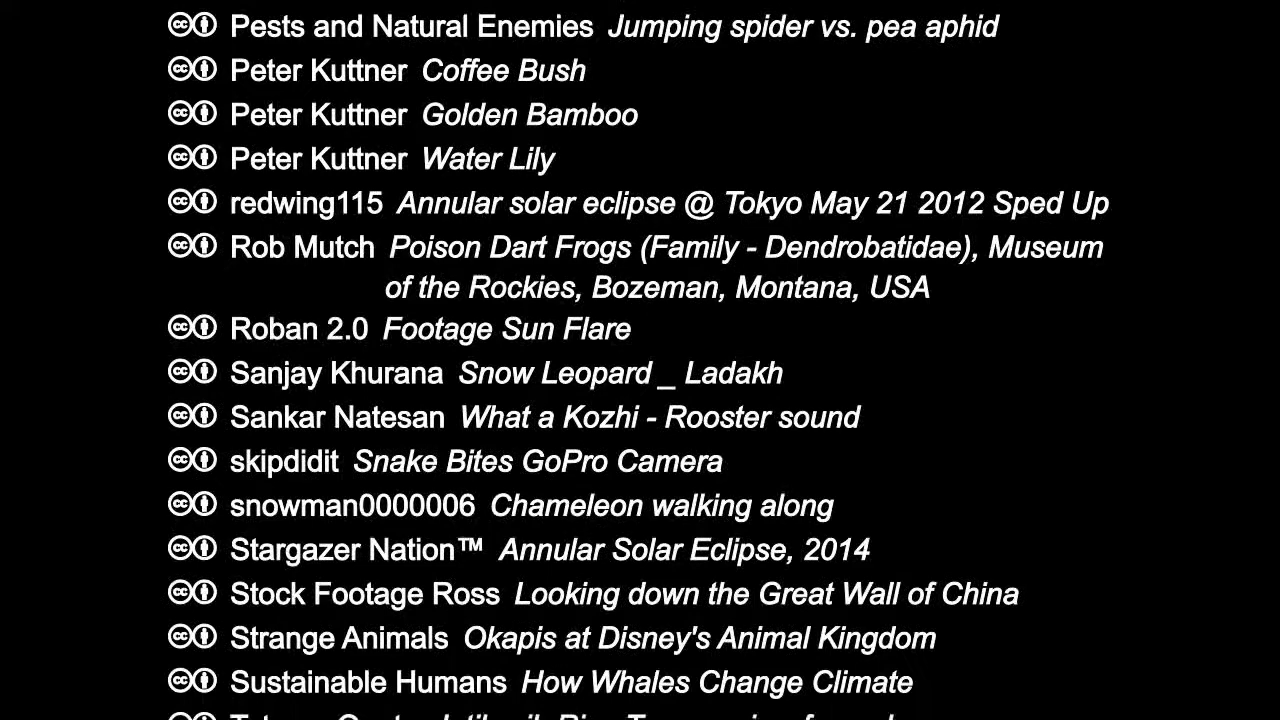 Pests and Natural Enemies Jumping spider vs. pea aphid
Peter Kuttner Coffee Bush
Peter Kuttner Golden Bamboo
Peter Kuttner Water Lily
redwing115 Annular solar eclipse @ Tokyo May 21 2012 Sped Up
Rob Mutch Poison Dart Frogs (Family - Dendrobatidae), Museum
of the Rockies, Bozeman, Montana, USA
Roban 2.0 Footage Sun Flare
Sanjay Khurana Snow Leopard _ Ladakh
Sankar Natesan What a Kozhi - Rooster sound
skipdidit Snake Bites GoPro Camera
snowman0000006 Chameleon walking along
Stargazer Nation™ Annular Solar Eclipse, 2014
Stock Footage Ross Looking down the Great Wall of China
Strange Animals Okapis at Disney's Animal Kingdom
Sustainable Humans How Whales Change Climate